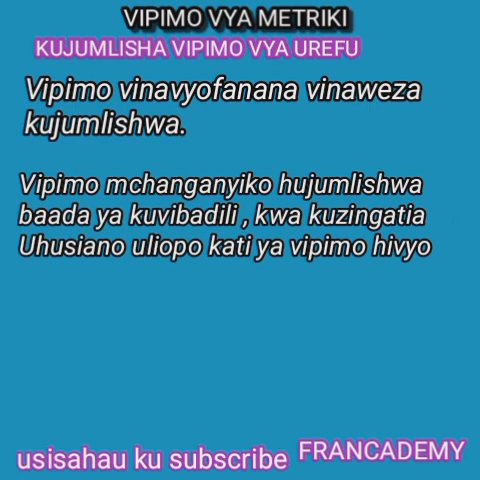 VIPIMO VYA METRIKI
KUJUMLISHA VIPIMO VYA UREFU
Vipimo vinavyofanana vinaweza
kujumlishwa.
Vipimo mchanganyiko hujumlishwa
baada ya kuvibadili , kwa kuzingatia
Uhusiano uliopo kati ya vipimo hivyo
usisahau ku subscribe FRANCADEMY